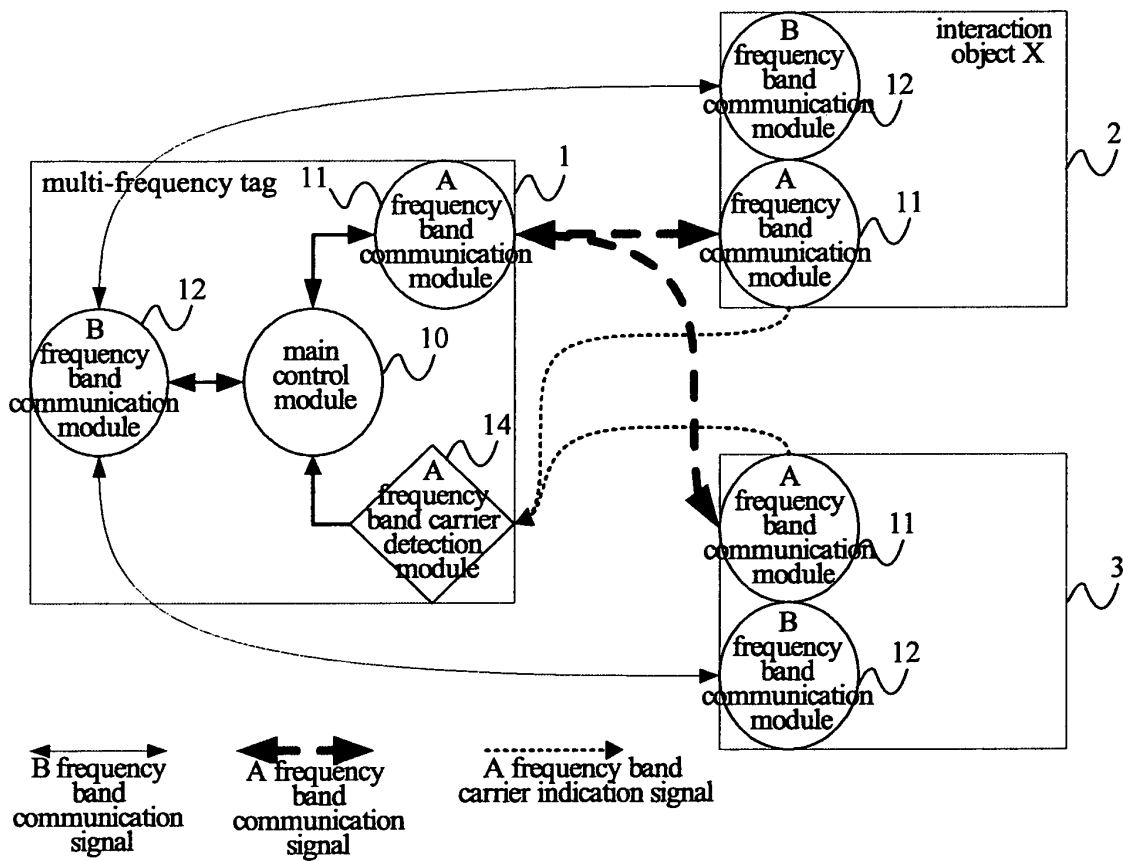 B
frequency
band
communication
module
12
interaction
object X
2
multi-frequency tag
11
A
frequency
band
communication
module
1
A
frequency
band
communication
module
11
B
frequency
band
communication
module
12
main
control
module
10
A
frequency
band carrier
detection
module
14
A
frequency
band
communication
module
11
3
B
frequency
band
communication
module
12
B frequency
band
communication
signal
A frequency
band
communication
signal
A frequency band
carrier indication signal